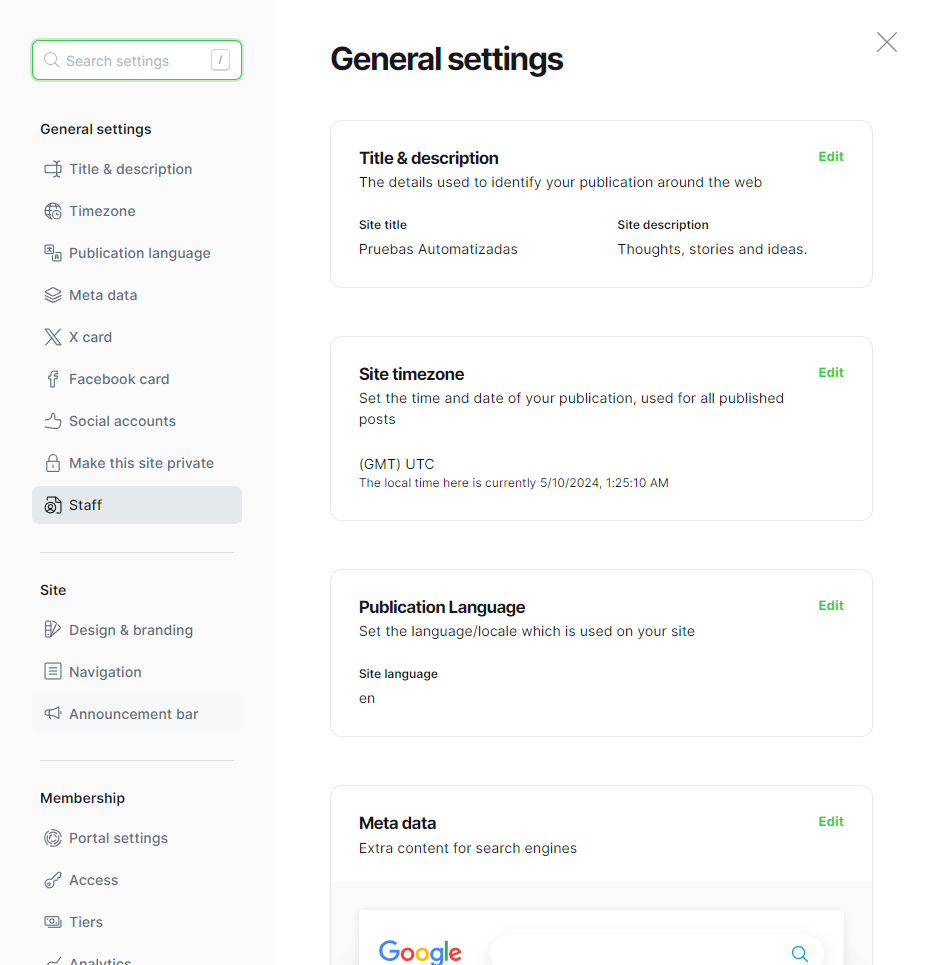 Search settings /
General settings
Title & description
Timezone
Publication language
Meta data
X card
Facebook card
Social accounts
Make this site private
Staff
Site
Design & branding
Navigation
Announcement bar
Membership
Portal settings
Access
Tiers
Analytics
General settings
Title & description
Edit
The details used to identify your publication around the web
Site title
Pruebas Automatizadas
Site description
Thoughts, stories and ideas.
Site timezone
Edit
Set the time and date of your publication, used for all published
posts
(GMT) UTC
The local time here is currently 5/10/2024, 1:25:10 AM
Publication Language
Edit
Set the language/locale which is used on your site
Site language
en
Meta data
Edit
Extra content for search engines
Google